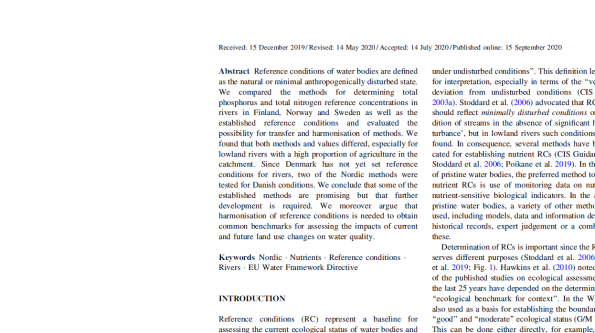 Received: 15 December 2019 / Revised: 14 May 2020 / Accepted: 14 July 2020 / Published online: 15 September 2020
Abstract Reference conditions of water bodies are defined
as the natural or minimal anthropogenically disturbed state.
We compared the methods for determining total
phosphorus and total nitrogen reference concentrations in
rivers in Finland, Norway and Sweden as well as the
established reference conditions and evaluated the
possibility for transfer and harmonisation of methods. We
found that both methods and values differed, especially for
lowland rivers with a high proportion of agriculture in the
catchment. Since Denmark has not yet set reference
conditions for rivers, two of the Nordic methods were
tested for Danish conditions. We conclude that some of the
established methods are promising but that further
development is required. We moreover argue that
harmonisation of reference conditions is needed to obtain
common benchmarks for assessing the impacts of current
and future land use changes on water quality.
Keywords Nordic · Nutrients · Reference conditions ·
Rivers · EU Water Framework Directive
INTRODUCTION
Reference conditions (RC) represent a baseline for
assessing the current ecological status of water bodies and
under undisturbed conditions”. This definition le
for interpretation, especially in terms of the “ve
deviation from undisturbed conditions (CIS
2003a). Stoddard et al. (2006) advocated that RC
should reflect minimally disturbed conditions o
dition of streams in the absence of significant h
turbance’, but in lowland rivers such conditions
found. In consequence, several methods have b
cated for establishing nutrient RCs (CIS Guidan
Stoddard et al. 2006; Poikane et al. 2019). In th
of pristine water bodies, the preferred method to
nutrient RCs is use of monitoring data on nut
nutrient-sensitive biological indicators. In the a
pristine water bodies, a variety of other metho
used, including models, data and information de
historical records, expert judgement or a comb
these.
Determination of RCs is important since the R
serves different purposes (Stoddard et al. 2006
et al. 2019; Fig. 1). Hawkins et al. (2010) noted
of the published studies on ecological assessme
the last 25 years have depended on the determin
“ecological benchmark for context”. In the W
also used as a basis for establishing the boundar
“good” and “moderate” ecological status (G/M
This can be done either directly, for example,